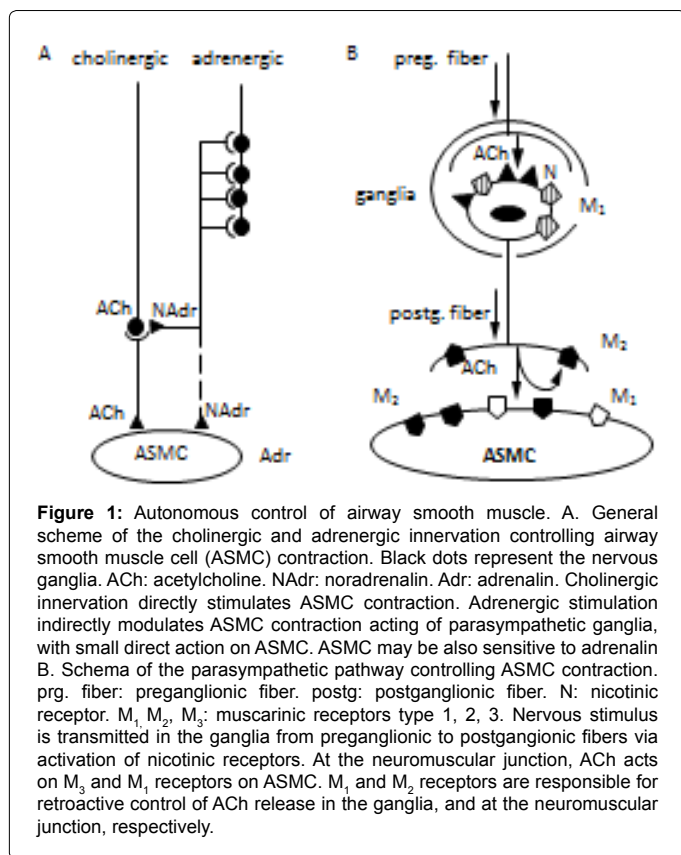 A cholinergic adrenergic
B preg. fiber
ACh
N
ganglia
M₁
ACh NAdr
postg. fiber
M₂
ACh
ACh NAdr
M₂ M₁
ASMC Adr
ASMC
Figure 1: Autonomous control of airway smooth muscle. A. General
scheme of the cholinergic and adrenergic innervation controlling airway
smooth muscle cell (ASMC) contraction. Black dots represent the nervous
ganglia. ACh: acetylcholine. NAdr: noradrenalin. Adr: adrenalin. Cholinergic
innervation directly stimulates ASMC contraction. Adrenergic stimulation
indirectly modulates ASMC contraction acting of parasympathetic ganglia,
with small direct action on ASMC. ASMC may be also sensitive to adrenalin
B. Schema of the parasympathetic pathway controlling ASMC contraction.
prg. fiber: preganglionic fiber. postg: postganglionic fiber. N: nicotinic
receptor. M₁, M₂, M₃: muscarinic receptors type 1, 2, 3. Nervous stimulus
is transmitted in the ganglia from preganglionic to postgangionic fibers via
activation of nicotinic receptors. At the neuromuscular junction, ACh acts
on M₃ and M₁ receptors on ASMC. M₁ and M₂ receptors are responsible for
retroactive control of ACh release in the ganglia, and at the neuromuscular
junction, respectively.